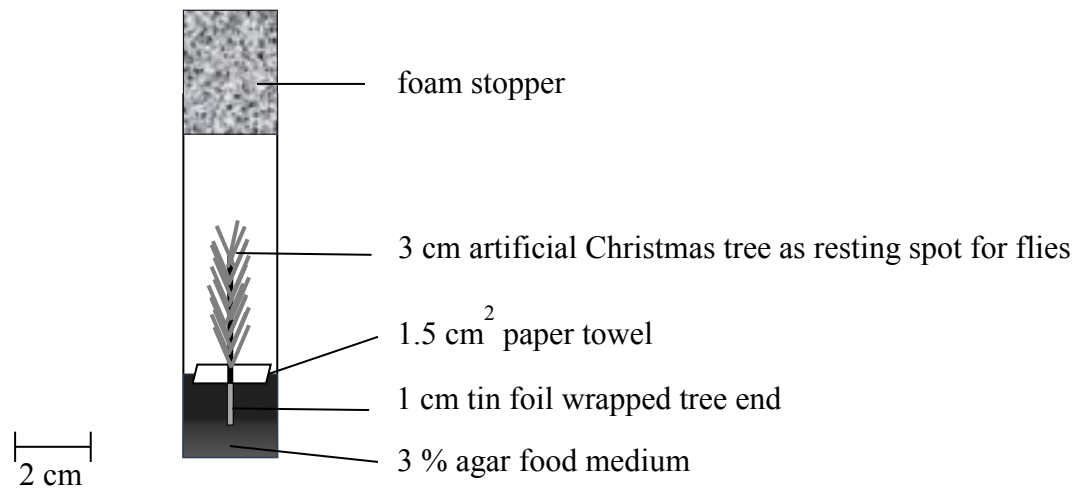 foam stopper
3 cm artificial Christmas tree as resting spot for flies
1.5 cm² paper towel
1 cm tin foil wrapped tree end
3 % agar food medium
2 cm